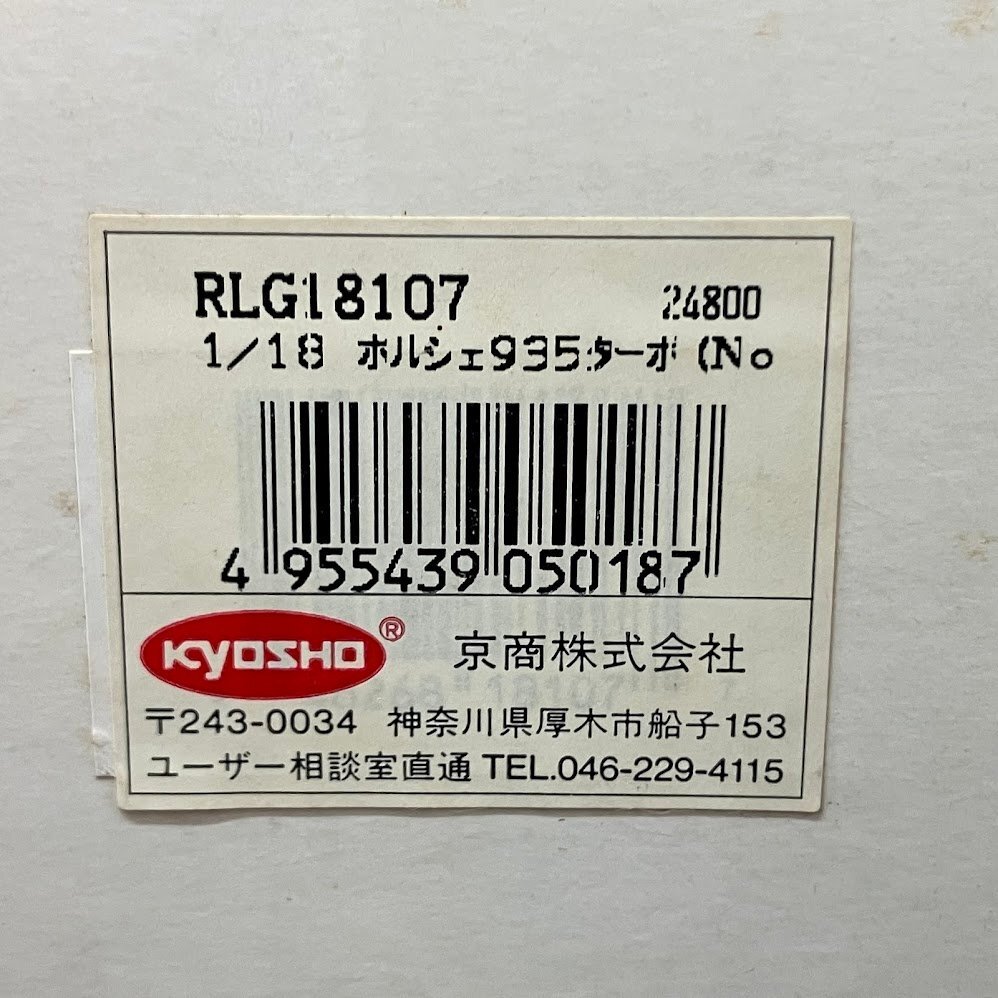 RLG18107 24800
1/18 ホルシェ935ターボ (No
4 955439 050187
KYOSHO® 京商株式会社
〒243-0034 神奈川県厚木市船子153
ユーザー相談室直通 TEL.046-229-4115